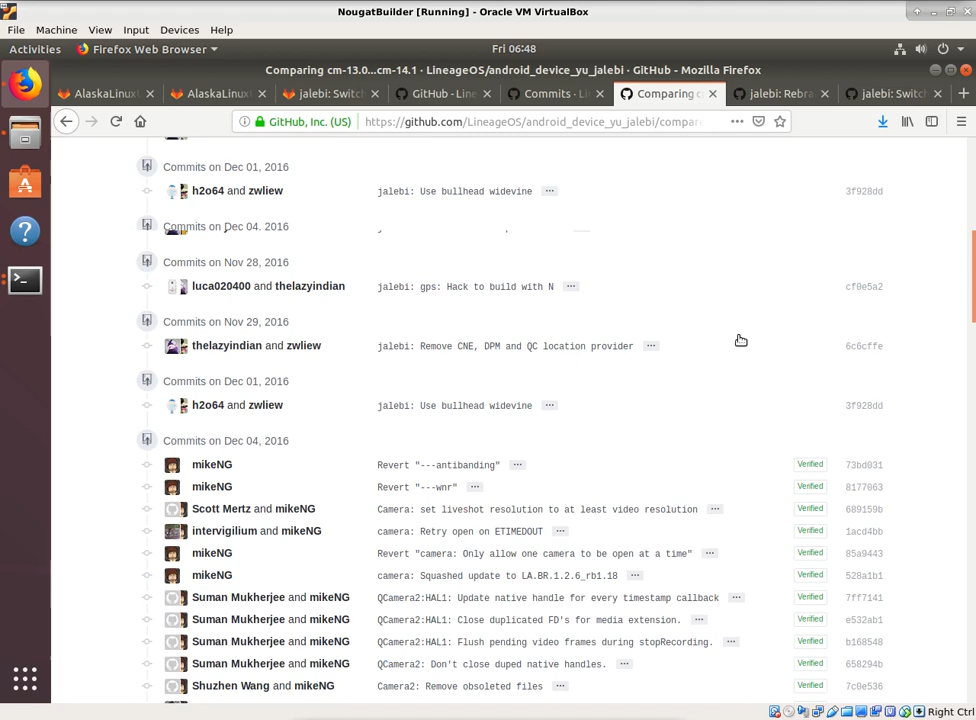 NougatBuilder [Running] - Oracle VM VirtualBox
File Machine View Input Devices Help
Activities Firefox Web Browser Fri 06:48
Comparing cm-13.0...cm-14.1 · LineageOS/android_device_yu_jalebi · GitHub - Mozilla Firefox
AlaskaLinux AlaskaLinux jalebi: Switch GitHub - Line Commits · Lin Comparing c jalebi: Rebra jalebi: Switc
GitHub, Inc. (US) https://github.com/LineageOS/android_device_yu_jalebi/compare
Commits on Dec 01, 2016
h2o64 and zwliew jalebi: Use bullhead widevine ··· 3f928dd
Commits on Dec 04, 2016
Commits on Nov 28, 2016
luca020400 and thelazyindian jalebi: gps: Hack to build with N ··· cf0e5a2
Commits on Nov 29, 2016
thelazyindian and zwliew jalebi: Remove CNE, DPM and QC location provider ··· 6c6cffe
Commits on Dec 01, 2016
h2o64 and zwliew jalebi: Use bullhead widevine ··· 3f928dd
Commits on Dec 04, 2016
mikeNG Revert "---antibanding" ··· Verified 73bd031
mikeNG Revert "---wnr" ··· Verified 8177063
Scott Mertz and mikeNG Camera: set liveshot resolution to at least video resolution ··· Verified 689159b
intervigilium and mikeNG camera: Retry open on ETIMEDOUT ··· Verified 1acd4bb
mikeNG Revert "camera: Only allow one camera to be open at a time" ··· Verified 85a9443
mikeNG camera: Squashed update to LA.BR.1.2.6_rb1.18 ··· Verified 528a1b1
Suman Mukherjee and mikeNG QCamera2:HAL1: Update native handle for every timestamp callback ··· Verified 7ff7141
Suman Mukherjee and mikeNG QCamera2:HAL1: Close duplicated FD's for media extension. ··· Verified e532ab1
Suman Mukherjee and mikeNG QCamera2:HAL1: Flush pending video frames during stopRecording. ··· Verified b168548
Suman Mukherjee and mikeNG QCamera2: Don't close duped native handles. ··· Verified 658294b
Shuzhen Wang and mikeNG Camera2: Remove obsoleted files ··· Verified 7c0e536
Right Ctrl